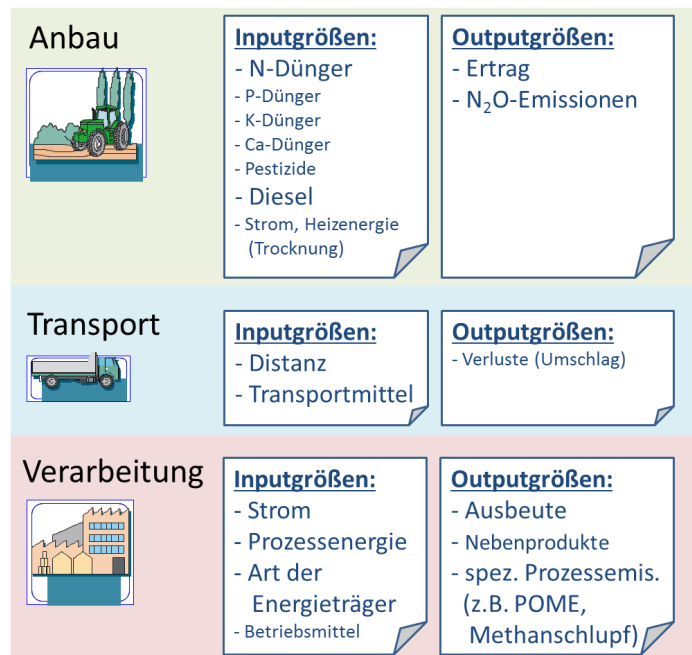 Anbau
Inputgrößen:
- N-Dünger
- P-Dünger
- K-Dünger
- Ca-Dünger
- Pestizide
- Diesel
- Strom, Heizenergie
(Trocknung)
Outputgrößen:
- Ertrag
- N₂O-Emissionen
Transport
Inputgrößen:
- Distanz
- Transportmittel
Outputgrößen:
- Verluste (Umschlag)
Verarbeitung
Inputgrößen:
- Strom
- Prozessenergie
- Art der
Energieträger
- Betriebsmittel
Outputgrößen:
- Ausbeute
- Nebenprodukte
- spez. Prozessemis.
(z.B. POME,
Methanschlupf)